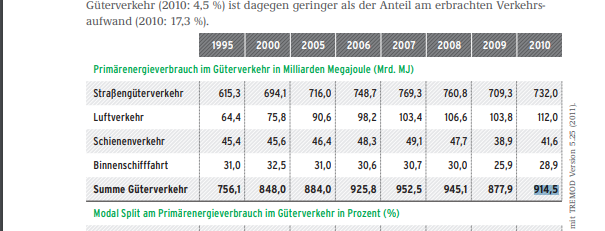 Güterverkehr (2010: 4,5 %) ist dagegen geringer als der Anteil am erbrachten Verkehrs-
aufwand (2010: 17,3 %).
1995 2000 2005 2006 2007 2008 2009 2010
Primärenergieverbrauch im Güterverkehr in Milliarden Megajoule (Mrd. MJ)
Straßengüterverkehr 615,3 694,1 716,0 748,7 769,3 760,8 709,3 732,0
Luftverkehr 64,4 75,8 90,6 98,2 103,4 106,6 103,8 112,0
Schienenverkehr 45,4 45,6 46,4 48,3 49,1 47,7 38,9 41,6
Binnenschifffahrt 31,0 32,5 31,0 30,6 30,7 30,0 25,9 28,9
Summe Güterverkehr 756,1 848,0 884,0 925,8 952,5 945,1 877,9 914,5
Modal Split am Primärenergieverbrauch im Güterverkehr in Prozent (%)
mit TREMOD Version 5.25 (2011).